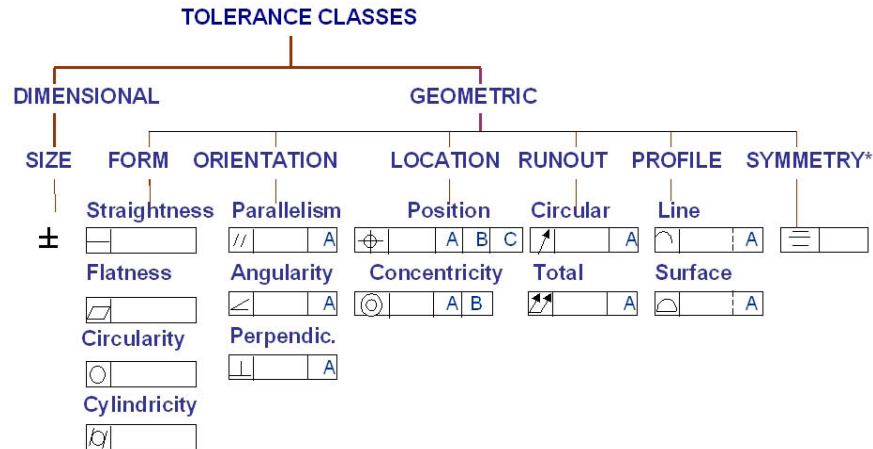 TOLERANCE CLASSES
DIMENSIONAL GEOMETRIC
SIZE FORM ORIENTATION LOCATION RUNOUT PROFILE SYMMETRY*
Straightness Parallelism Position Circular Line
± // A A B C A A
Flatness Angularity Concentricity Total Surface
A A B A A
Circularity Perpendic.
A
Cylindricity